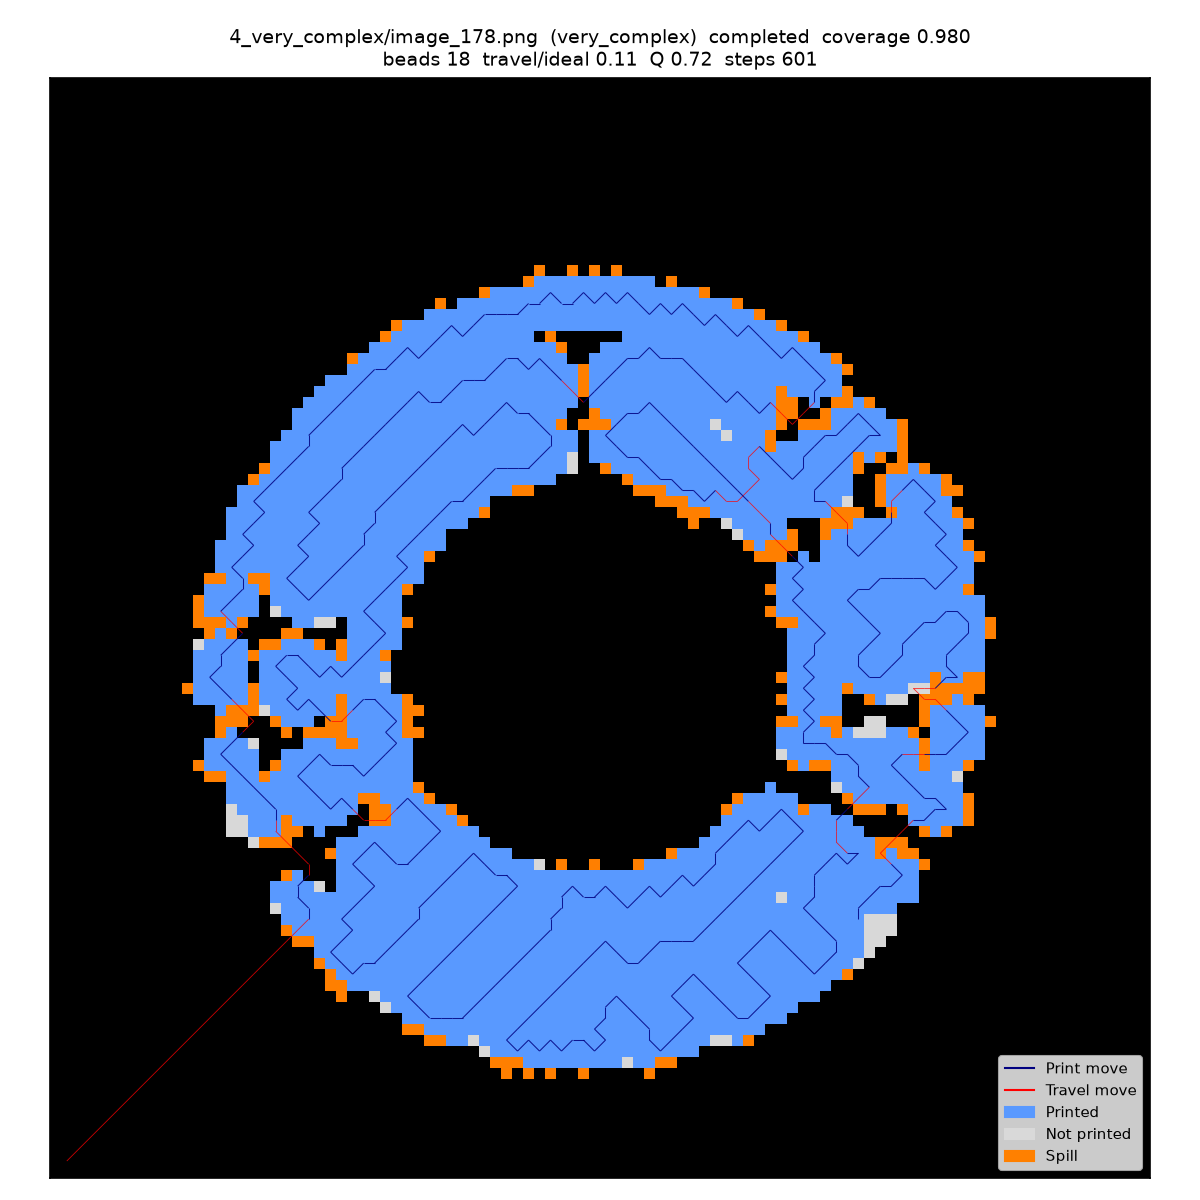 4_very_complex/image_178.png  (very_complex)  completed  coverage 0.980
beads 18  travel/ideal 0.11  Q 0.72  steps 601
Print move
Travel move
Printed
Not printed
Spill